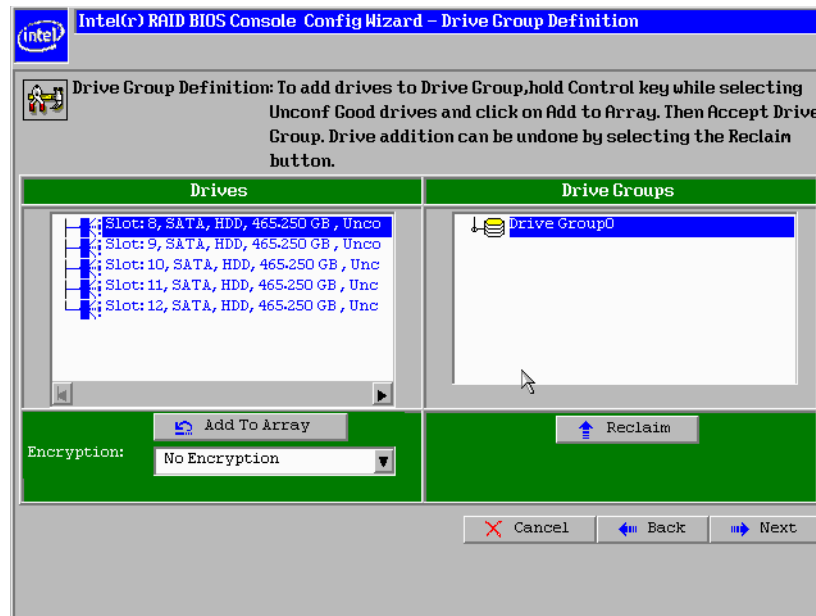 intel
Intel(r) RAID BIOS Console Config Wizard – Drive Group Definition
Drive Group Definition: To add drives to Drive Group,hold Control key while selecting
Unconf Good drives and click on Add to Array. Then Accept Drive
Group. Drive addition can be undone by selecting the Reclaim
button.
Drives
Slot: 8, SATA, HDD, 465.250 GB , Unco
Slot: 9, SATA, HDD, 465.250 GB , Unco
Slot: 10, SATA, HDD, 465.250 GB , Unc
Slot: 11, SATA, HDD, 465.250 GB , Unc
Slot: 12, SATA, HDD, 465.250 GB , Unc
Add To Array
Encryption:
No Encryption
Drive Groups
Drive Group0
Reclaim
Cancel
Back
Next